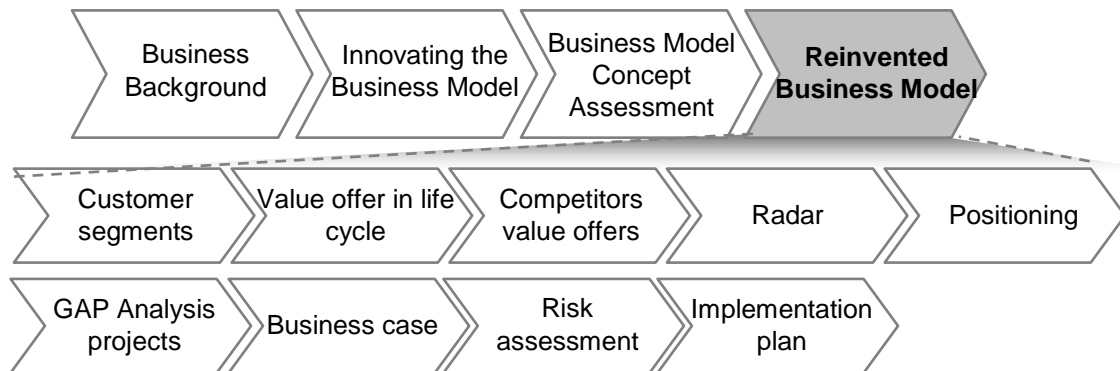 Business
Background
Innovating the
Business Model
Business Model
Concept
Assessment
Reinvented
Business Model
Customer
segments
Value offer in life
cycle
Competitors
value offers
Radar
Positioning
GAP Analysis
projects
Business case
Risk
assessment
Implementation
plan